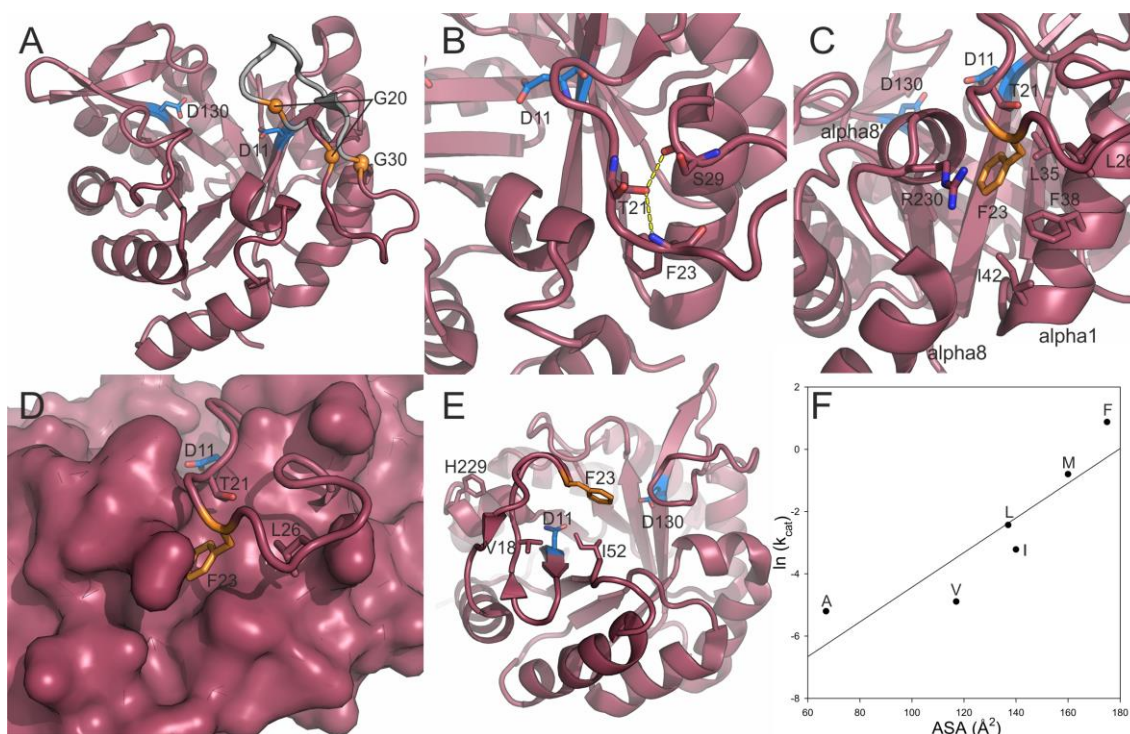 A
D130
D11
G20
G30
B
D11
S29
T21
F23
C
D11
D130
T21
alpha8'
L26
L35
R230
F23
F38
I42
alpha1
alpha8
D
D11
T21
L26
F23
E
H229
F23
D11
D130
V18
I52
F
2
0
-2
-4
-6
-8
ln (kcat)
F
M
L
I
V
A
60 80 100 120 140 160 180
ASA (Å²)